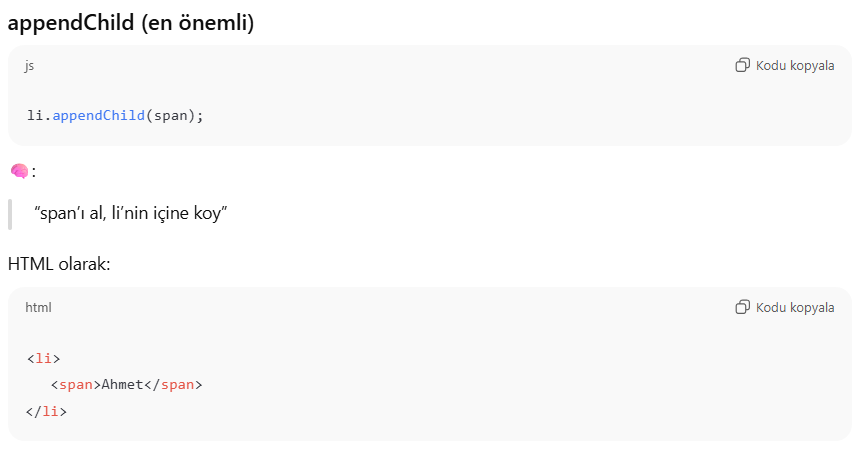 appendChild (en önemli)
js
Kodu kopyala
li.appendChild(span);
🧠:
“span’ı al, li’nin içine koy”
HTML olarak:
html
Kodu kopyala
<li>
   <span>Ahmet</span>
</li>